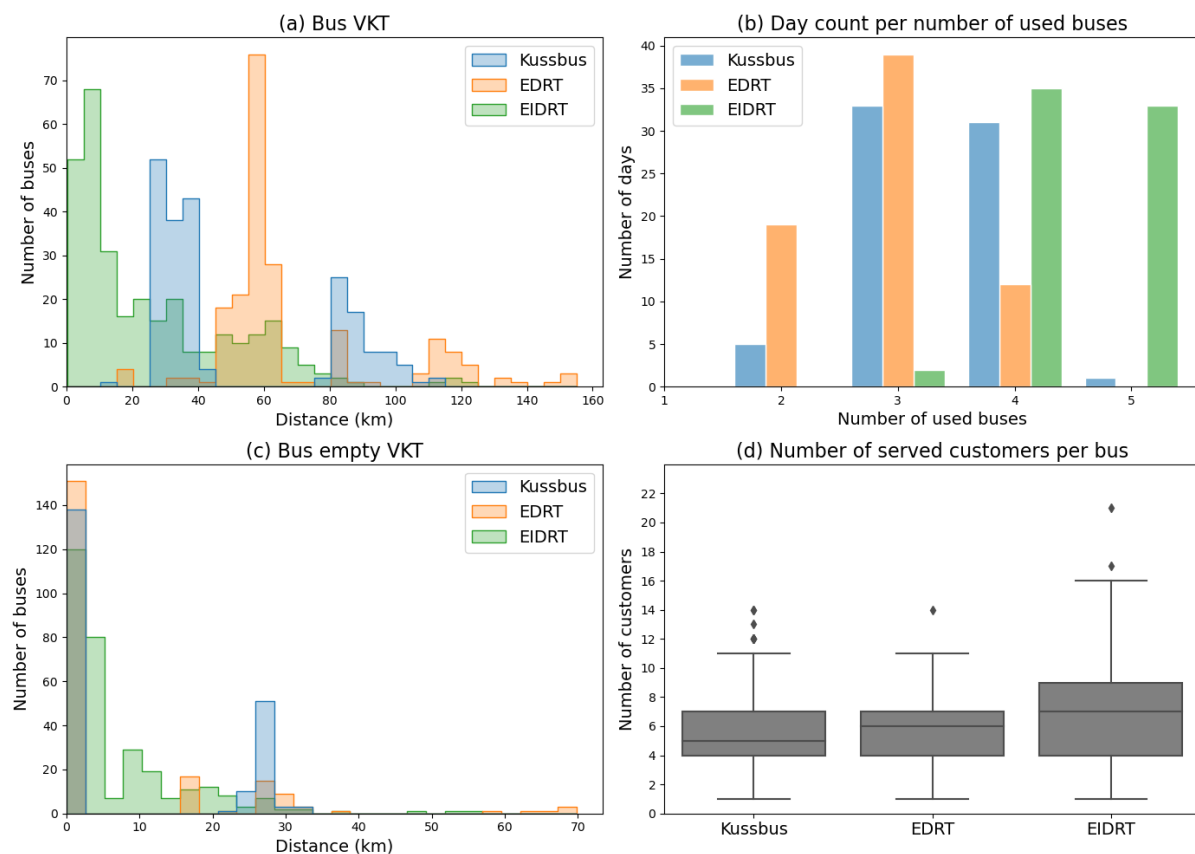 (a) Bus VKT
Number of buses
70
60
50
40
30
20
10
0
Kussbus
EDRT
EIDRT
0 20 40 60 80 100 120 140 160
Distance (km)
(b) Day count per number of used buses
Number of days
40
35
30
25
20
15
10
5
0
Kussbus
EDRT
EIDRT
1 2 3 4 5
Number of used buses
(c) Bus empty VKT
Number of buses
140
120
100
80
60
40
20
0
Kussbus
EDRT
EIDRT
0 10 20 30 40 50 60 70
Distance (km)
(d) Number of served customers per bus
Number of customers
22
20
18
16
14
12
10
8
6
4
2
0
Kussbus EDRT EIDRT